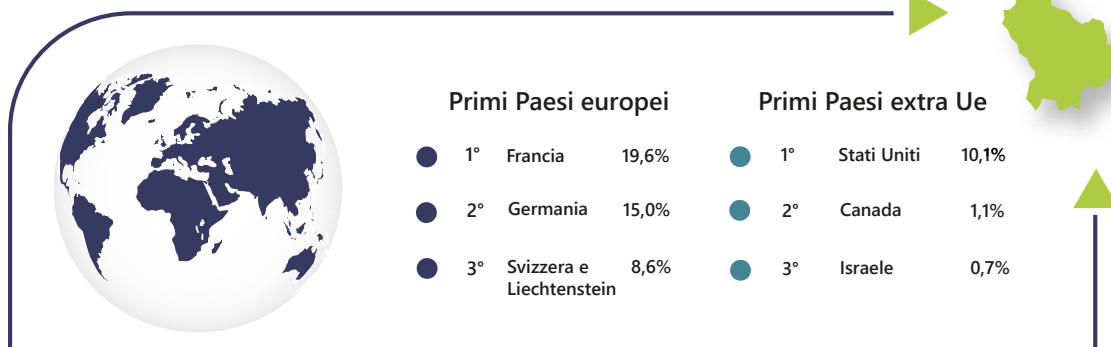 Primi Paesi europei
1° Francia 19,6%
2° Germania 15,0%
3° Svizzera e 8,6%
Liechtenstein
Primi Paesi extra Ue
1° Stati Uniti 10,1%
2° Canada 1,1%
3° Israele 0,7%